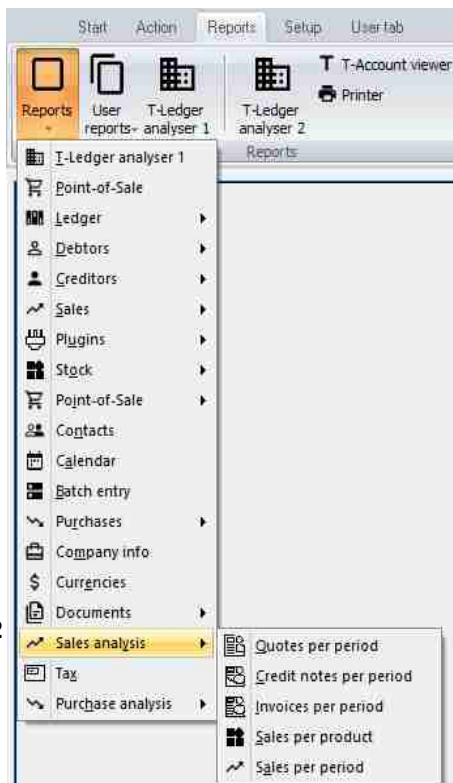 Start Action Reports Setup User tab
Reports
User reports
T-Ledger analyser 1
T-Ledger analyser 2
T T-Account viewer
Printer
Reports
T-Ledger analyser 1
Point-of-Sale
Ledger
Debtors
Creditors
Sales
Plugins
Stock
Point-of-Sale
Contacts
Calendar
Batch entry
Purchases
Company info
$ Currencies
Documents
2
Sales analysis
Tax
Purchase analysis
Quotes per period
Credit notes per period
Invoices per period
Sales per product
Sales per period